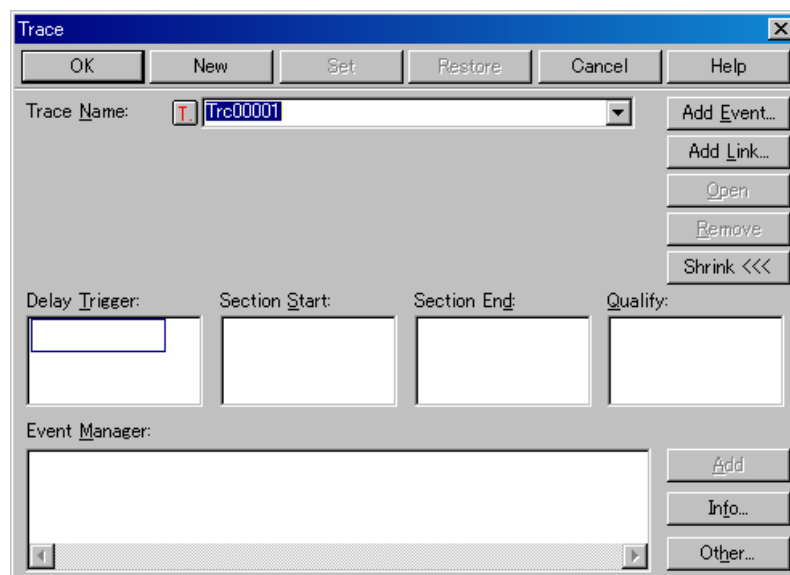 Trace
OK New Set Restore Cancel Help
Trace Name: T. Trc00001 Add Event...
Add Link...
Open
Remove
Shrink <<<
Delay Trigger: Section Start: Section End: Qualify:
Event Manager:
Add
Info...
Other...